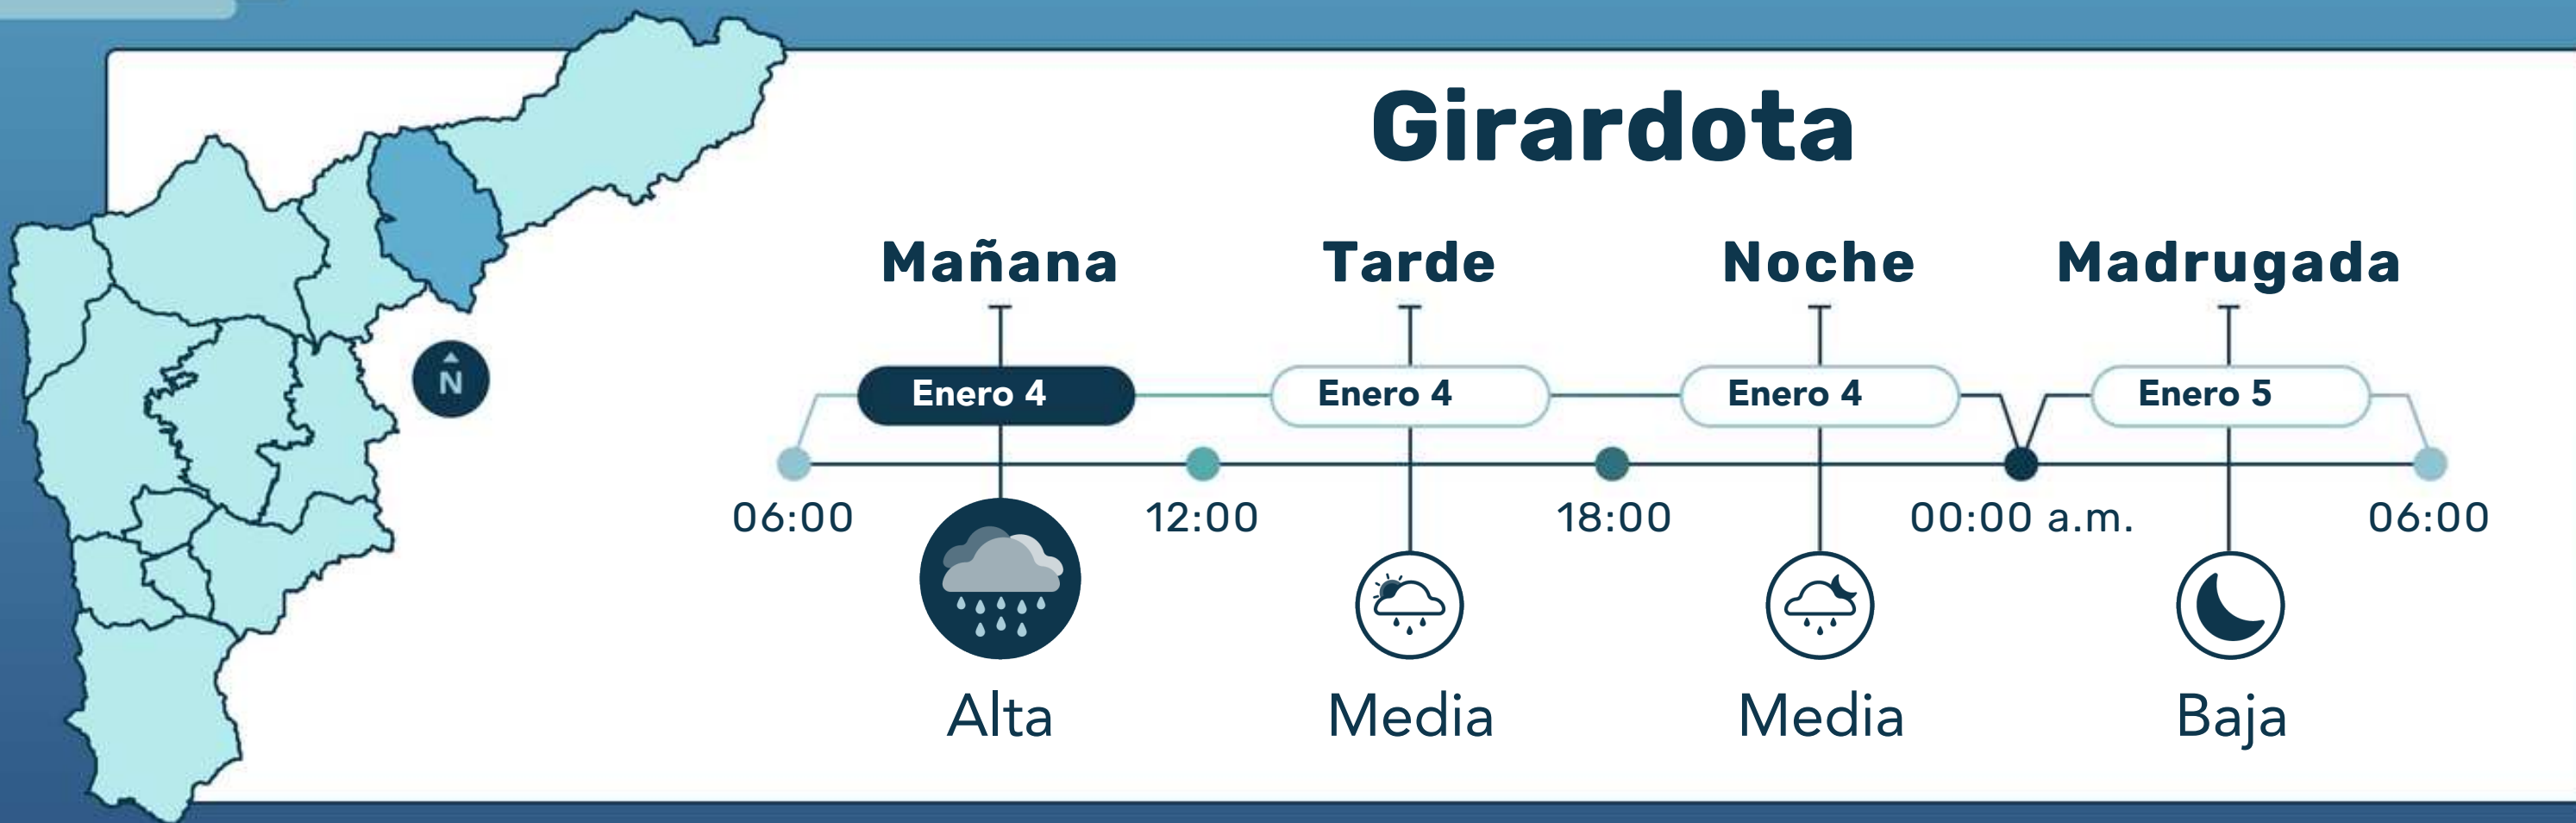 Girardota
Mañana Tarde Noche Madrugada
N
Enero 4 Enero 4 Enero 4 Enero 5
06:00 12:00 18:00 00:00 a.m. 06:00
Alta Media Media Baja